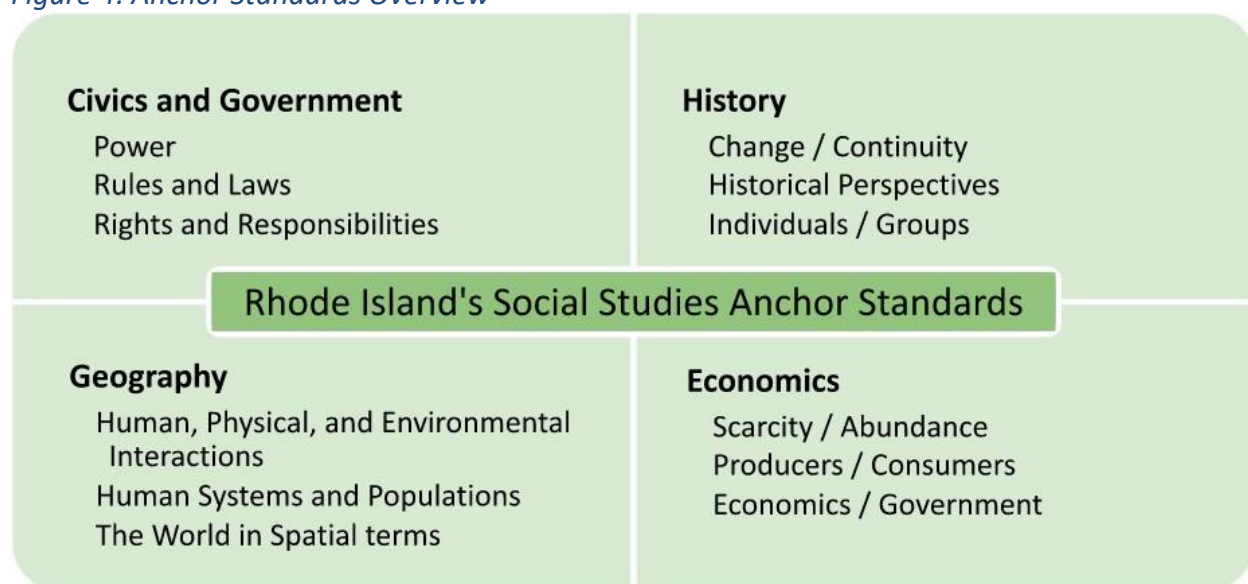 Figure 4. Anchor Standards Overview
Civics and Government
Power
Rules and Laws
Rights and Responsibilities
History
Change / Continuity
Historical Perspectives
Individuals / Groups
Rhode Island's Social Studies Anchor Standards
Geography
Human, Physical, and Environmental
Interactions
Human Systems and Populations
The World in Spatial terms
Economics
Scarcity / Abundance
Producers / Consumers
Economics / Government